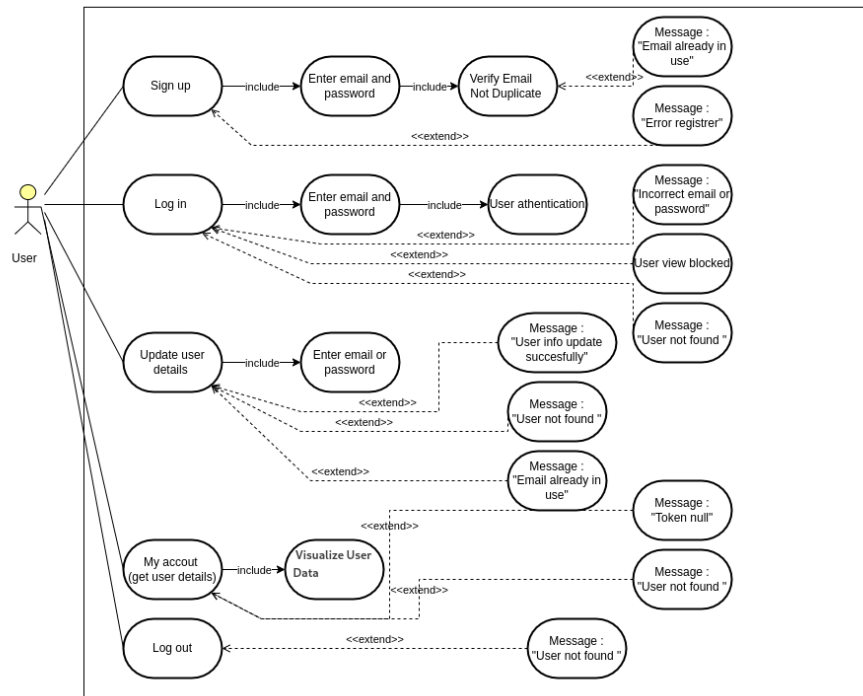 Message :
"Email already in
use"
Sign up
include
Enter email and
password
include
Verify Email
Not Duplicate
<<extend>>
Message :
"Error registrer"
<<extend>>
User
Log in
include
Enter email and
password
include
User athentication
Message :
"Incorrect email or
password"
<<extend>>
<<extend>>
User view blocked
<<extend>>
Message :
"User not found "
Update user
details
include
Enter email or
password
Message :
"User info update
succesfully"
<<extend>>
Message :
"User not found "
<<extend>>
<<extend>>
Message :
"Email already in
use"
Message :
"Token null"
<<extend>>
My accout
(get user details)
include
Visualize User
Data
Message :
"User not found "
<<extend>>
Log out
<<extend>>
Message :
"User not found "